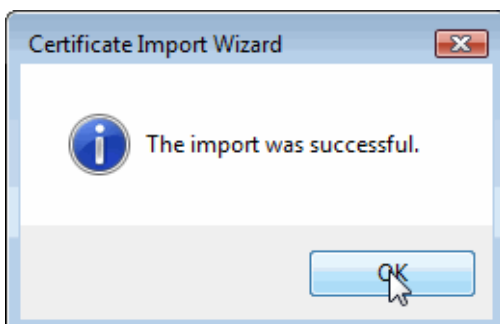 Certificate Import Wizard
The import was successful.
OK